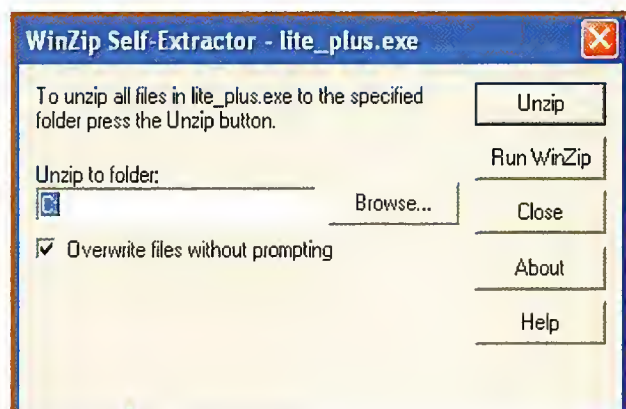 WinZip Self-Extractor - lite_plus.exe
To unzip all files in lite_plus.exe to the specified
folder press the Unzip button.
Unzip to folder:
C:\
Browse...
Overwrite files without prompting
Unzip
Run WinZip
Close
About
Help